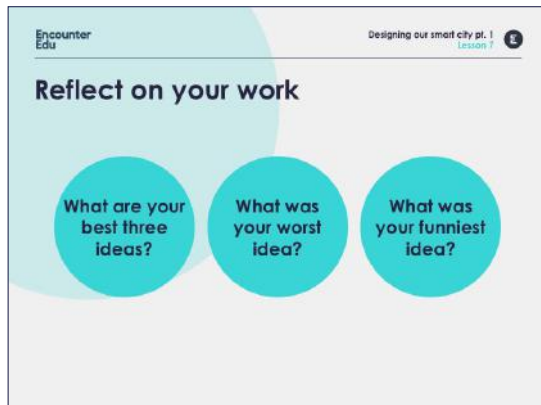 Encounter
Edu
Designing our smart city pt. 1
Lesson 7
Reflect on your work
What are your
best three
ideas?
What was
your worst
idea?
What was
your funniest
idea?